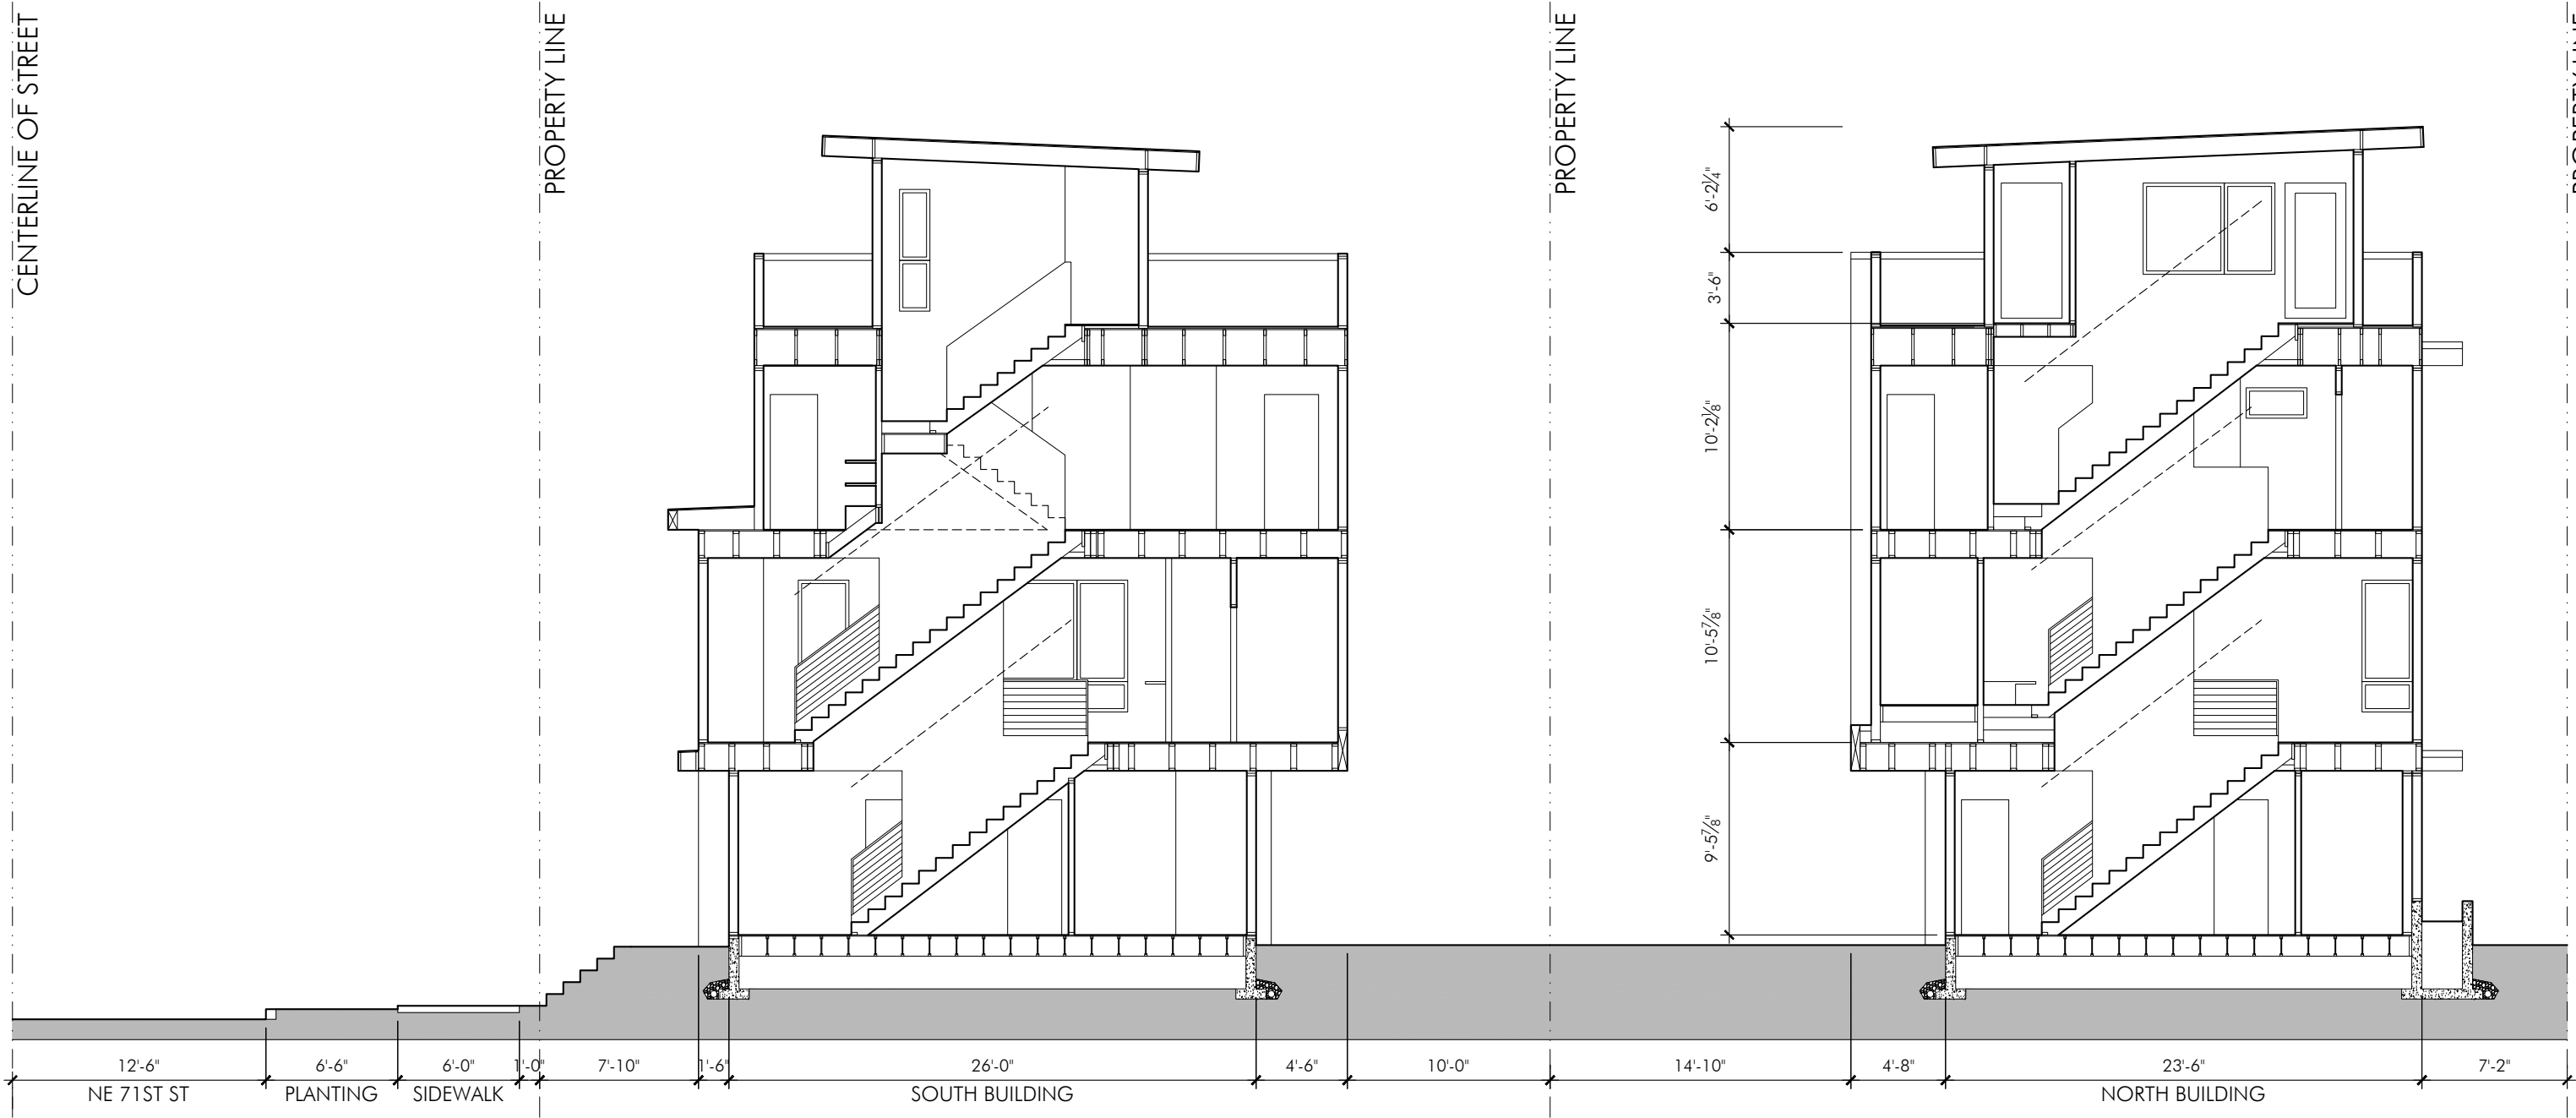 CENTERLINE OF STREET
PROPERTY LINE
PROPERTY LINE
PROPERTY LINE
6'-2¼"
3'-6"
10'-2⅛"
10'-5⅞"
9'-5⅞"
12'-6"
6'-6"
6'-0"
1'-0"
7'-10"
1'-6"
26'-0"
4'-6"
10'-0"
14'-10"
4'-8"
23'-6"
7'-2"
NE 71ST ST
PLANTING
SIDEWALK
SOUTH BUILDING
NORTH BUILDING